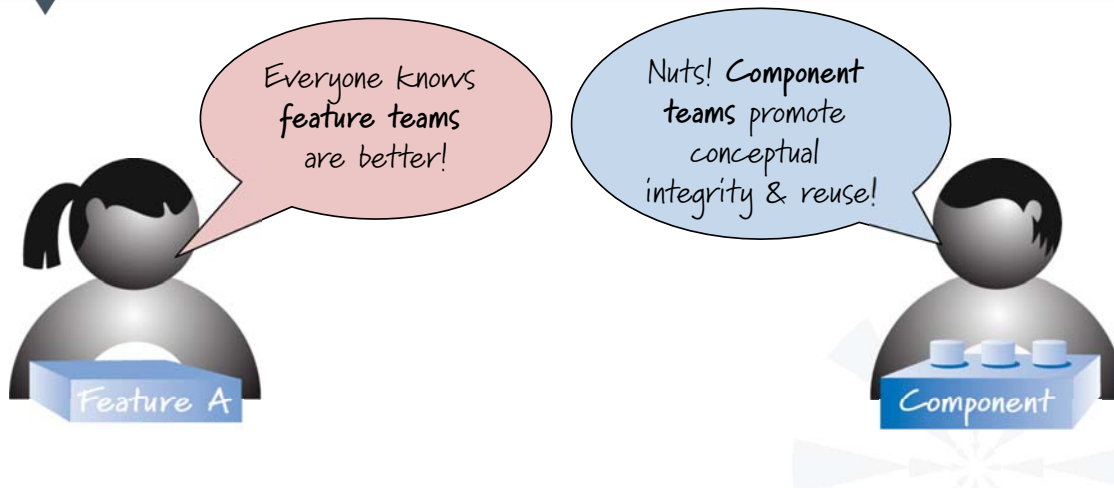 Everyone knows
feature teams
are better!
Nuts! Component
teams promote
conceptual
integrity & reuse!
Feature A
Component